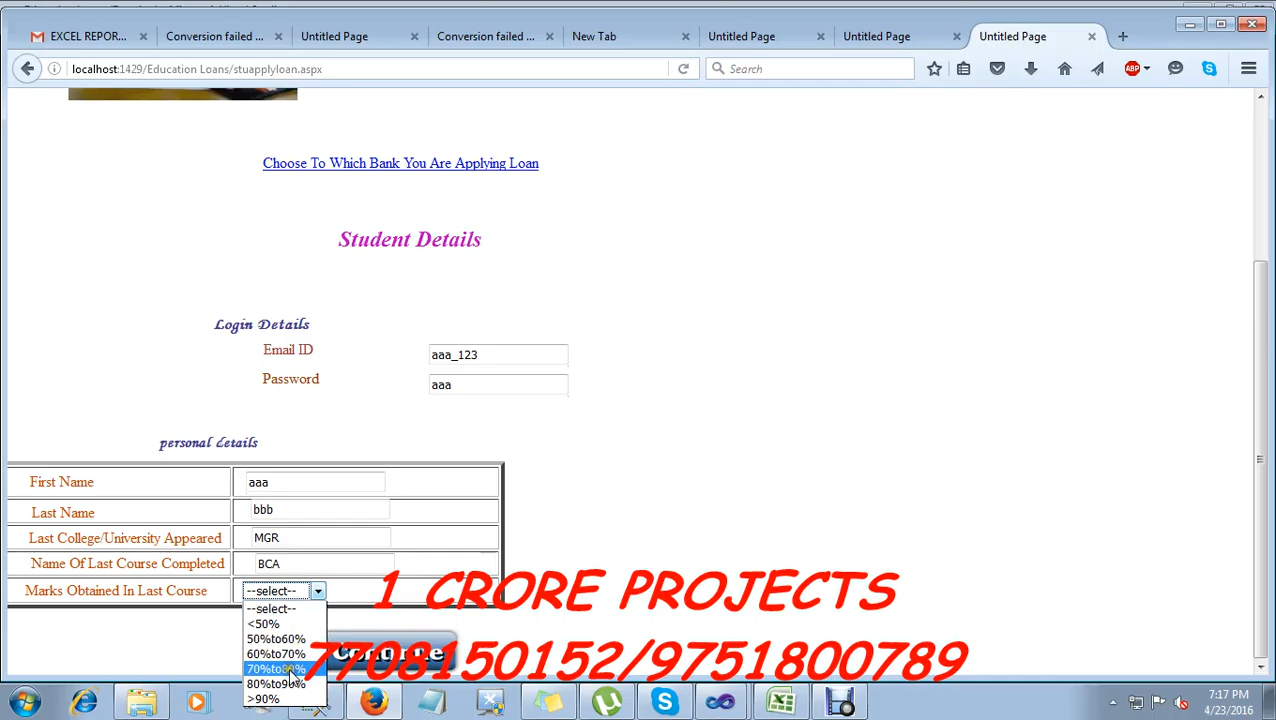 EXCEL REPOR...
Conversion failed ...
Untitled Page
Conversion failed ...
New Tab
Untitled Page
Untitled Page
Untitled Page
localhost:1429/Education Loans/stuapplyloan.aspx
Search
ABP
Choose To Which Bank You Are Applying Loan
Student Details
Login Details
Email ID
aaa_123
Password
aaa
personal details
First Name
aaa
Last Name
bbb
Last College/University Appeared
MGR
Name Of Last Course Completed
BCA
Marks Obtained In Last Course
--select--
--select--
<50%
50%to60%
60%to70%
70%to80%
80%to90%
>90%
Continue
1 CRORE PROJECTS
7708150152/9751800789
7:17 PM
4/23/2016